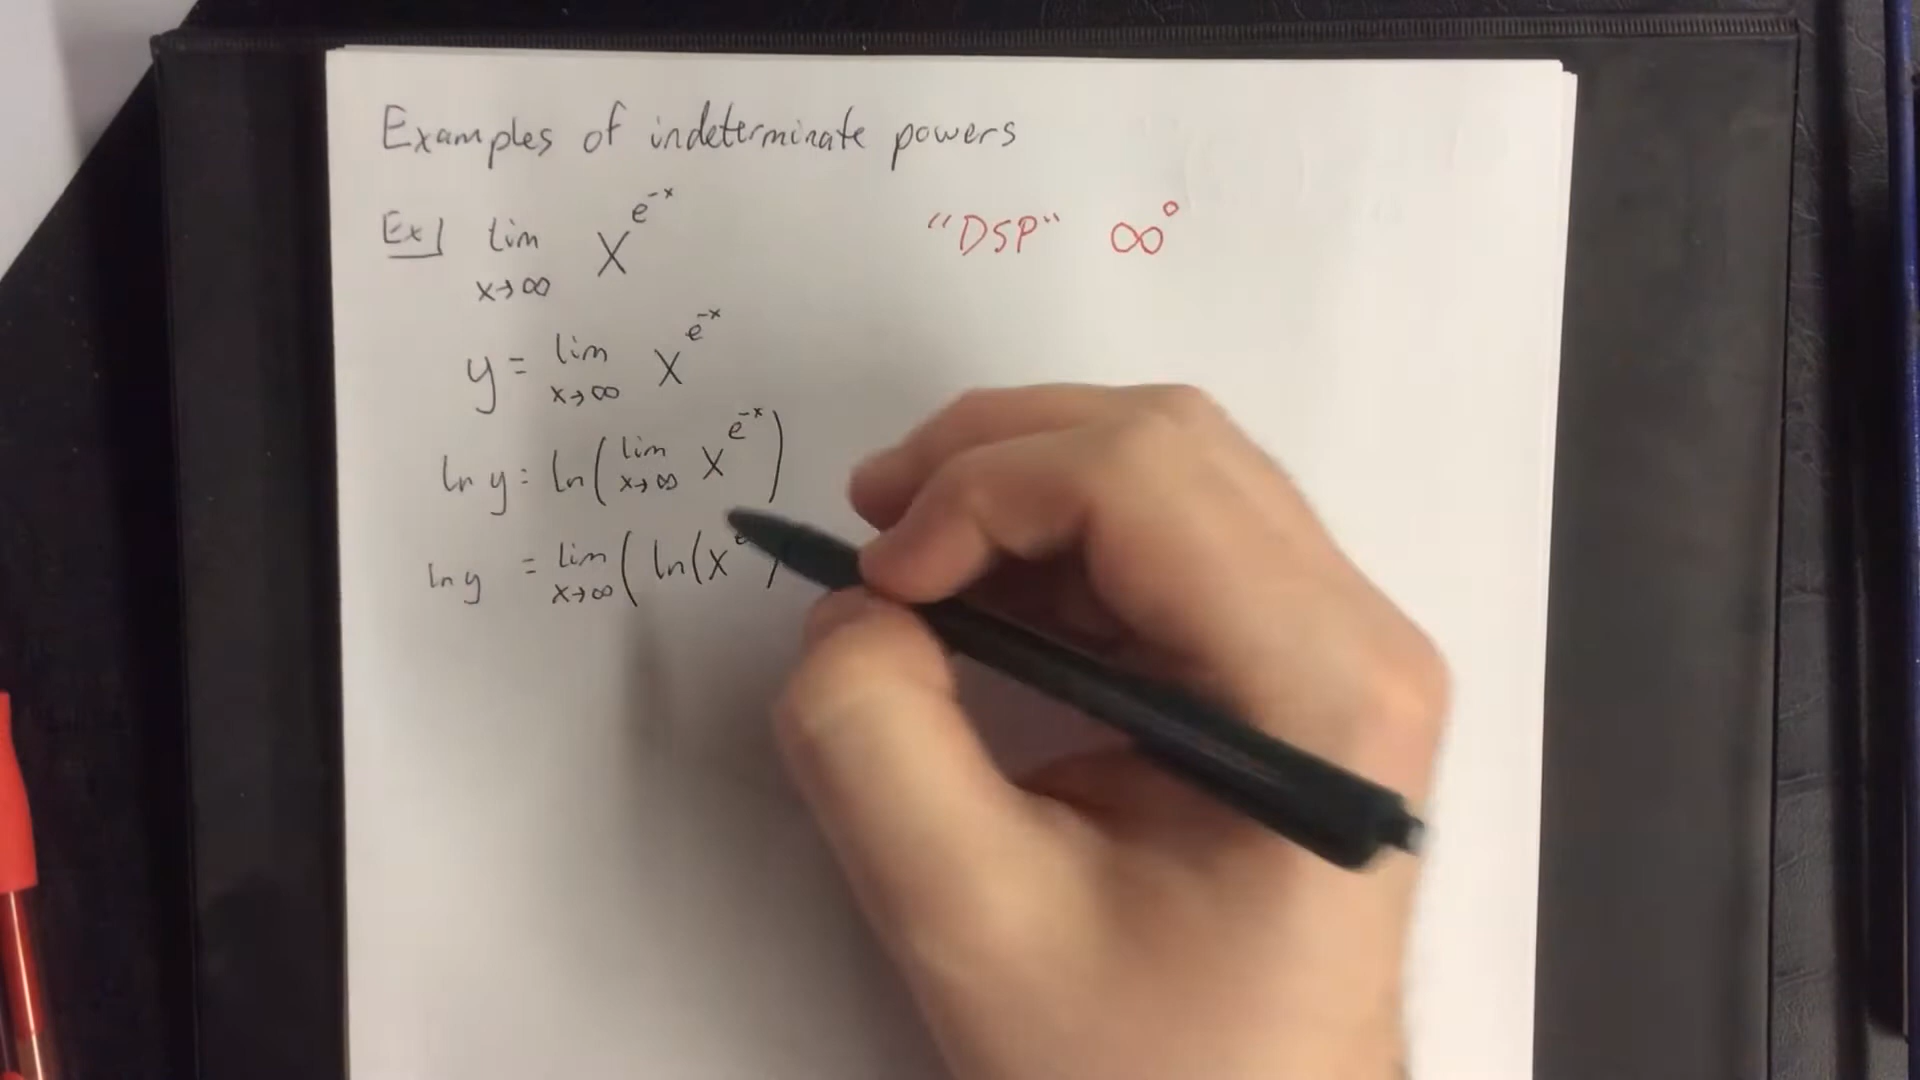 Examples of indeterminate powers
Ex] lim x→∞ x^e^-x "DSP" ∞^0
y = lim x→∞ x^e^-x
ln y = ln( lim x→∞ x^e^-x )
ln y = lim x→∞ ( ln(x^e )